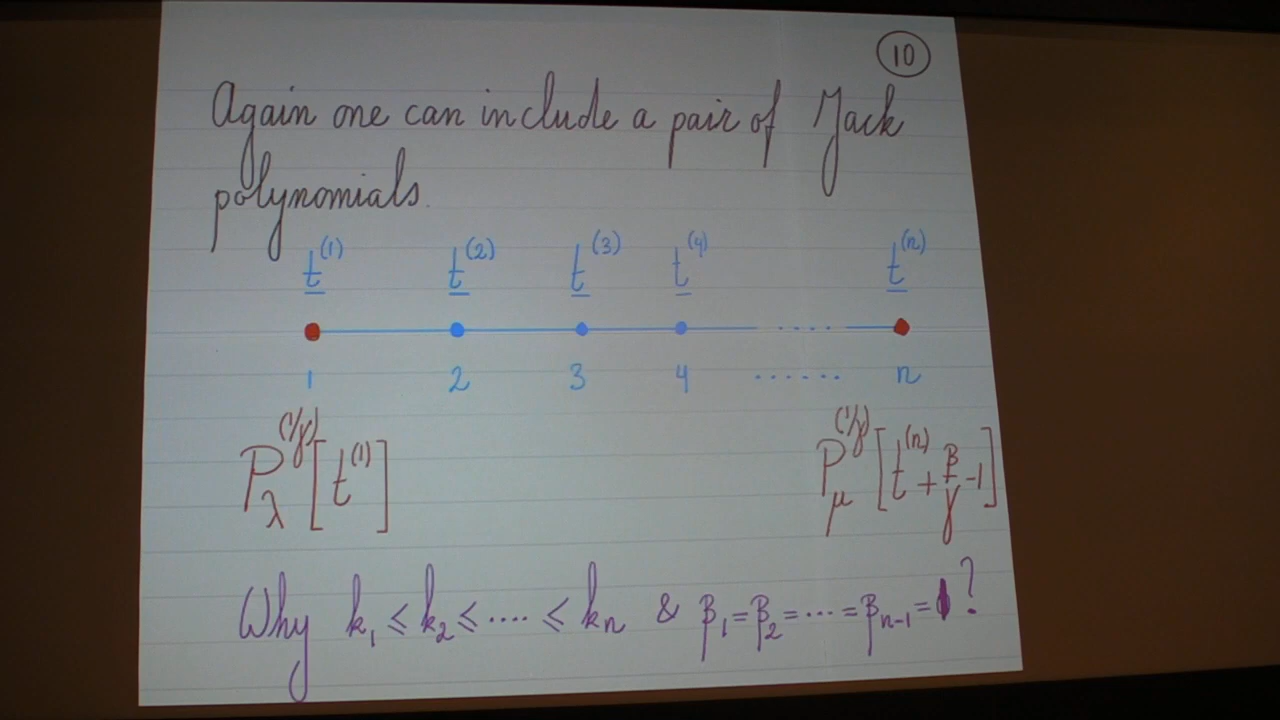 10
Again one can include a pair of Jack
polynomials.
t^(1) t^(2) t^(3) t^(4) t^(n)
1 2 3 4 ...... n
P_λ^(1/γ) [t^(1)] P_μ^(1/γ) [t^(n) + β/γ - 1]
Why k_1 ≤ k_2 ≤ .... ≤ k_n & β_1 = β_2 = ... = β_{n-1} = 1 ?